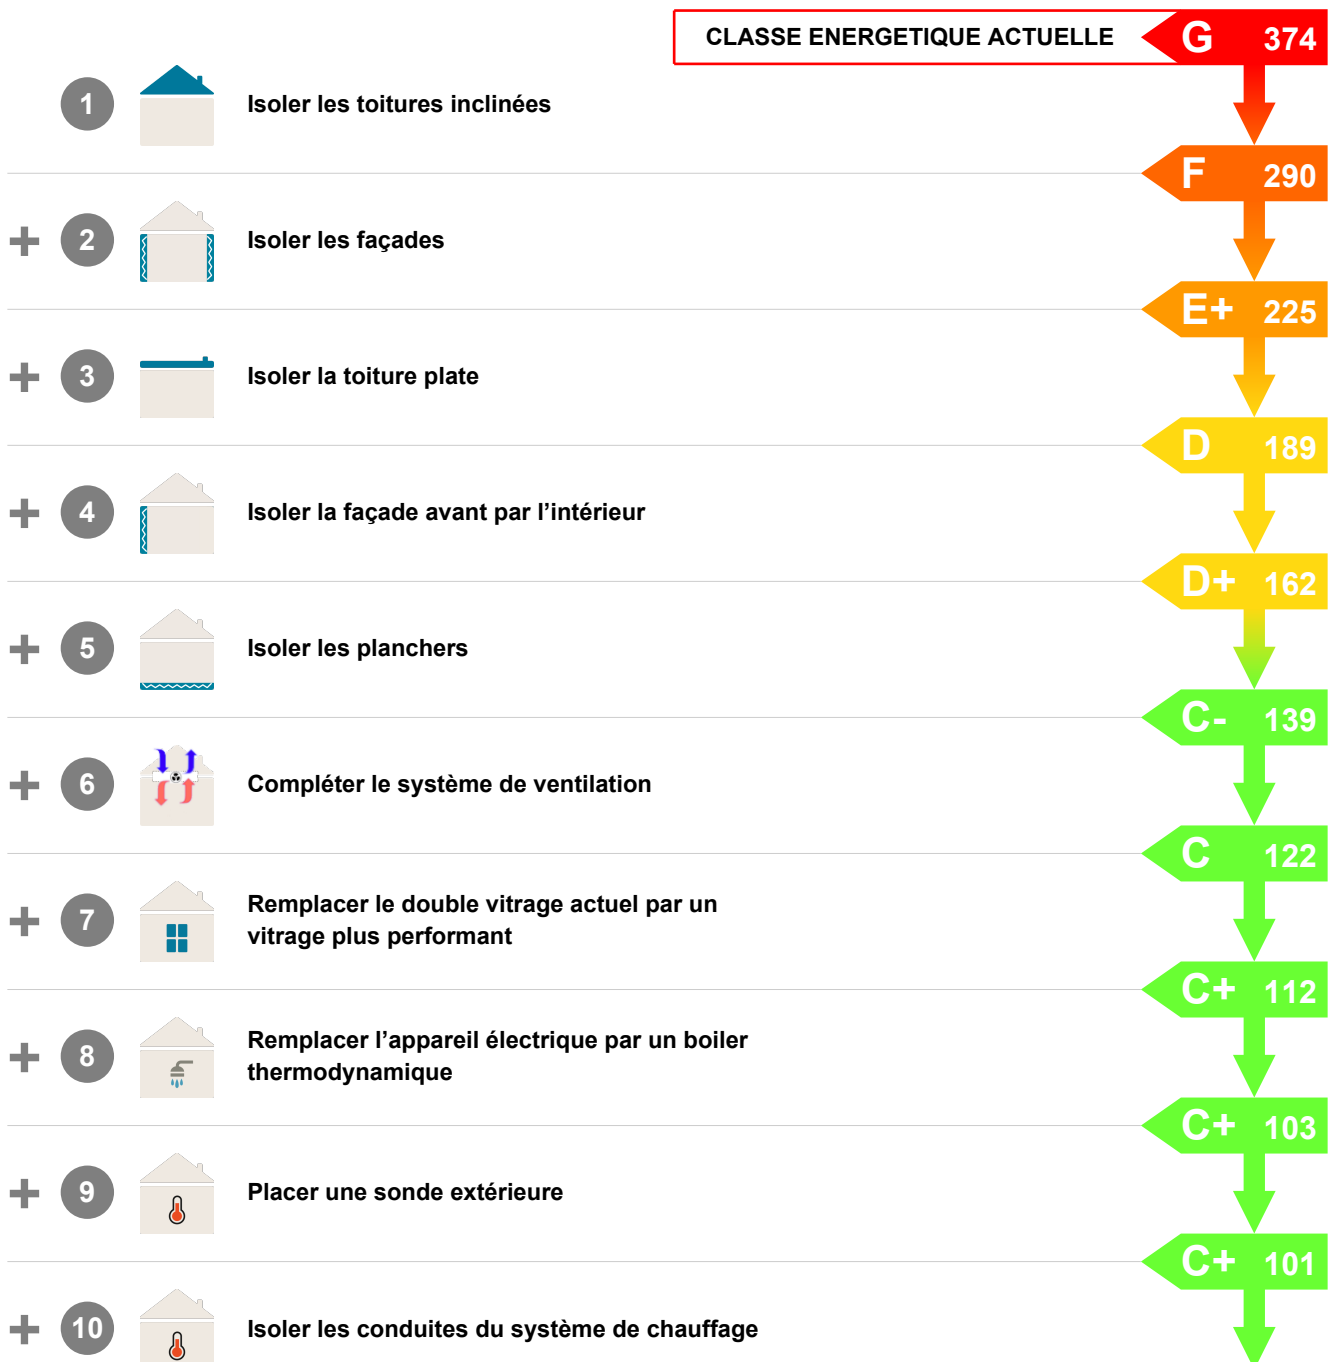 CLASSE ENERGETIQUE ACTUELLE G 374
1 Isoler les toitures inclinées
F 290
+ 2 Isoler les façades
E+ 225
+ 3 Isoler la toiture plate
D 189
+ 4 Isoler la façade avant par l'intérieur
D+ 162
+ 5 Isoler les planchers
C- 139
+ 6 Compléter le système de ventilation
C 122
+ 7 Remplacer le double vitrage actuel par un
vitrage plus performant
C+ 112
+ 8 Remplacer l'appareil électrique par un boiler
thermodynamique
C+ 103
+ 9 Placer une sonde extérieure
C+ 101
+ 10 Isoler les conduites du système de chauffage